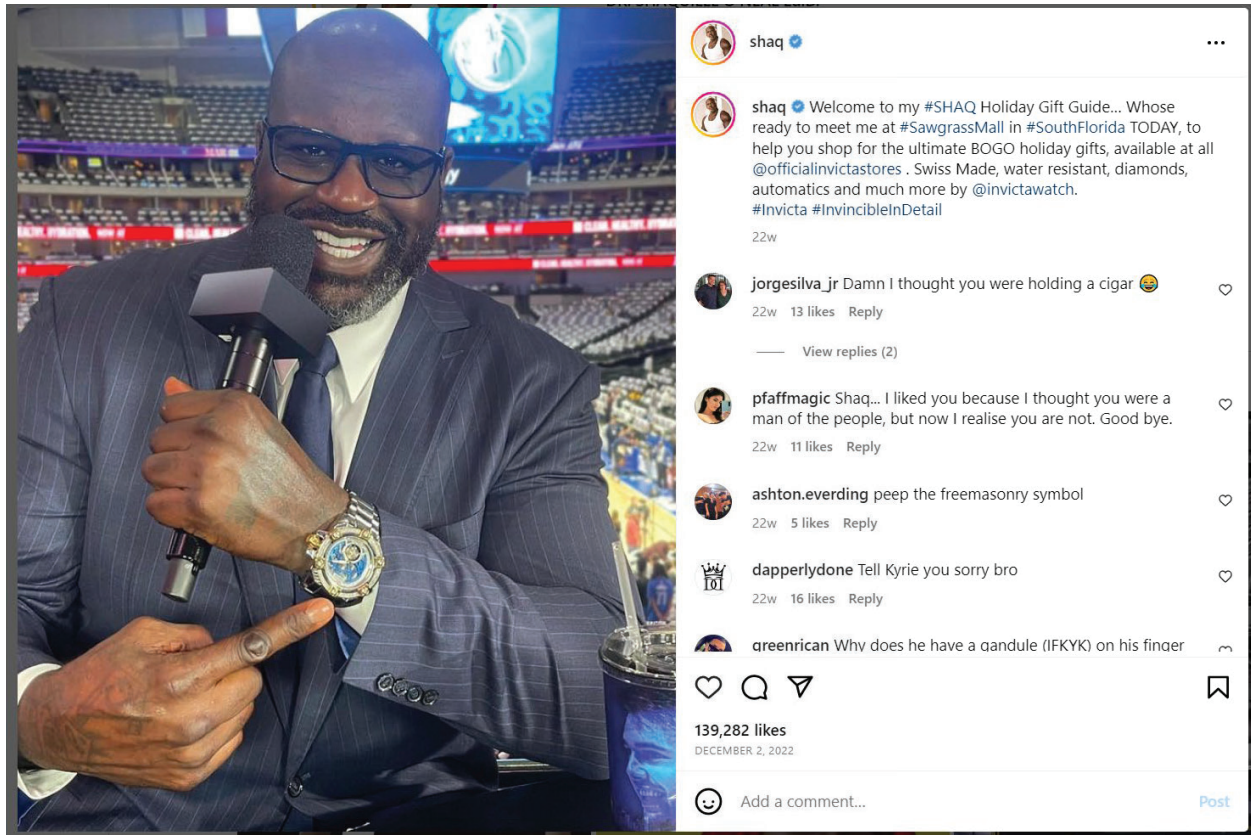 shaq
shaq Welcome to my #SHAQ Holiday Gift Guide... Whose
ready to meet me at #SawgrassMall in #SouthFlorida TODAY, to
help you shop for the ultimate BOGO holiday gifts, available at all
@officialinvictastores . Swiss Made, water resistant, diamonds,
automatics and much more by @invictawatch.
#Invicta #InvincibleInDetail
22w
jorgesilva_jr Damn I thought you were holding a cigar 😂
22w 13 likes Reply
View replies (2)
pfaffmagic Shaq... I liked you because I thought you were a
man of the people, but now I realise you are not. Good bye.
22w 11 likes Reply
ashton.everding peep the freemasonry symbol
22w 5 likes Reply
dapperlydone Tell Kyrie you sorry bro
22w 16 likes Reply
greenrican Why does he have a gandule (IFKYK) on his finger
139,282 likes
DECEMBER 2, 2022
Add a comment...
Post